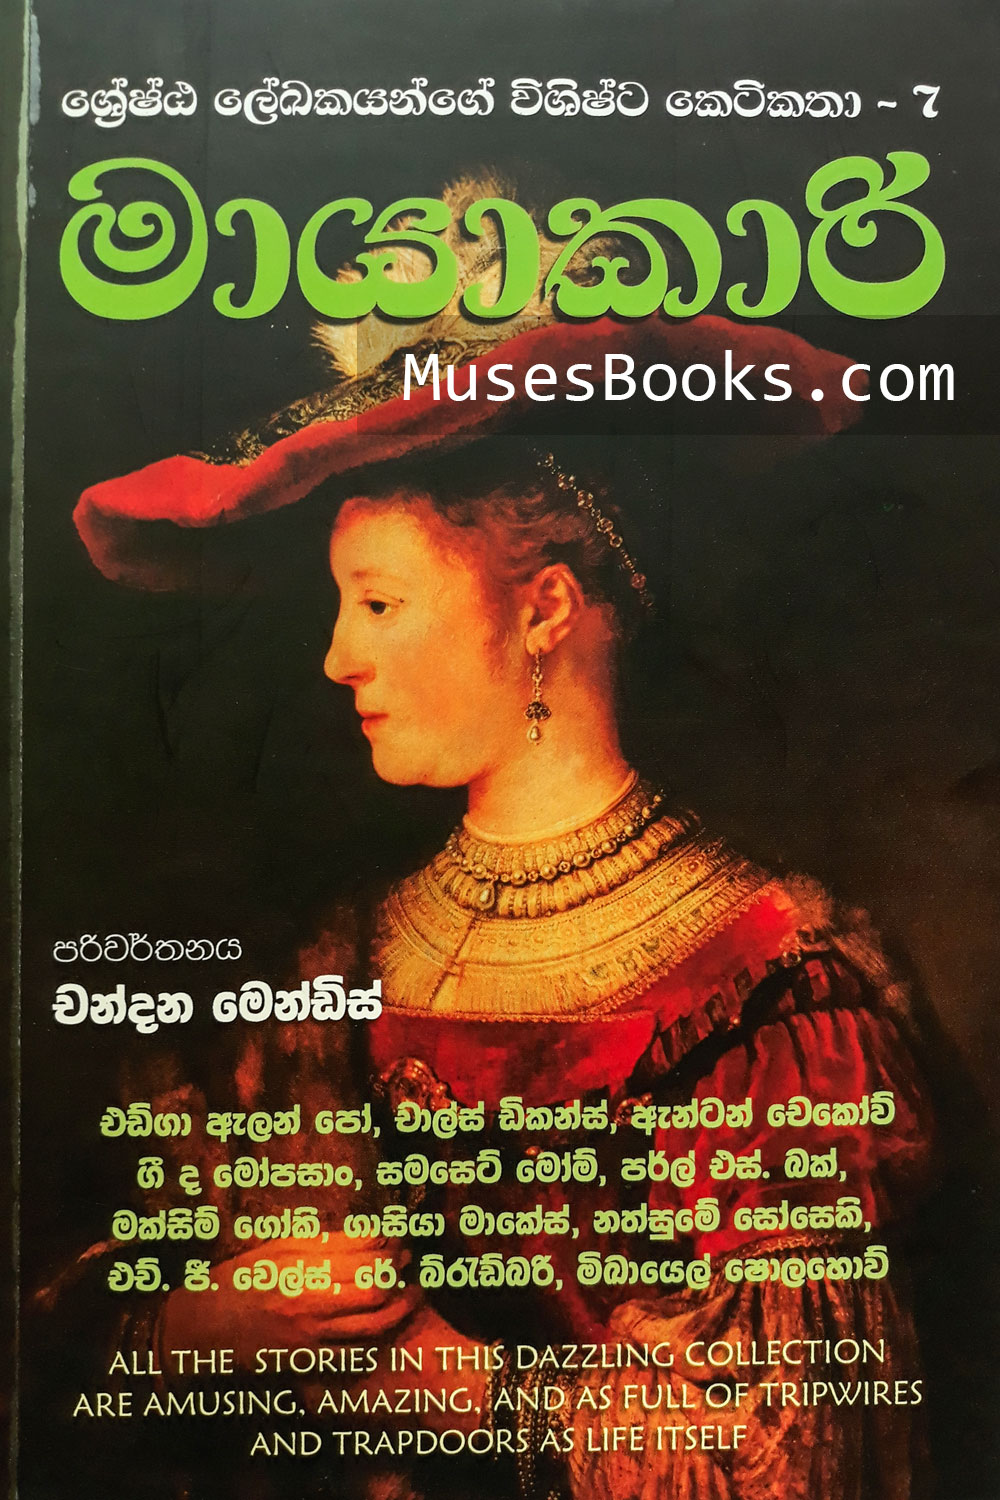 ශ්‍රේෂ්ඨ ලේඛකයන්ගේ විශිෂ්ට කෙටිකතා - 7
මායාකාරී
MusesBooks.com
පරිවර්තනය
චන්දන මෙන්ඩිස්
එඩ්ගා ඇලන් පෝ, චාල්ස් ඩිකන්ස්, ඇන්ටන් චෙකෝව්
ගී ද මෝපසාං, සමසෙට් මෝම්, පර්ල් එස්. බක්,
මක්සිම් ගෝකි, ගාසියා මාකේස්, නත්සුමේ සෝසෙකි,
එච්. ජී. වෙල්ස්, රේ. බ්රැඩ්බරි, මිඛායෙල් ෂොලහොව්
ALL THE STORIES IN THIS DAZZLING COLLECTION
ARE AMUSING, AMAZING, AND AS FULL OF TRIPWIRES
AND TRAPDOORS AS LIFE ITSELF